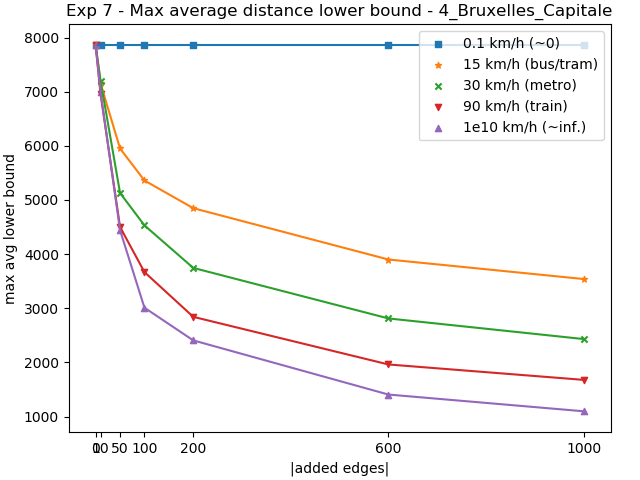 Exp 7 - Max average distance lower bound - 4_Bruxelles_Capitale
8000
7000
6000
5000
4000
3000
2000
1000
max avg lower bound
0.1 km/h (~0)
15 km/h (bus/tram)
30 km/h (metro)
90 km/h (train)
1e10 km/h (~inf.)
0 10 50 100 200 600 1000
|added edges|